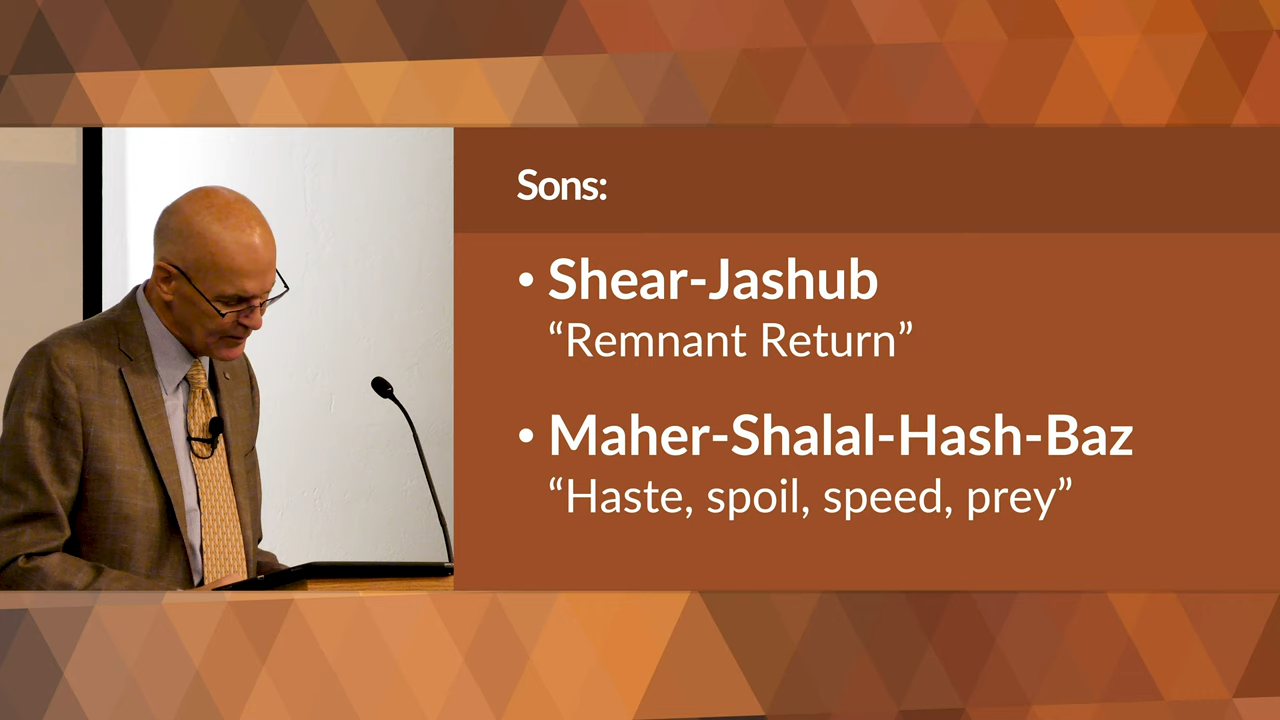 Sons:
• Shear-Jashub
“Remnant Return”
• Maher-Shalal-Hash-Baz
“Haste, spoil, speed, prey”